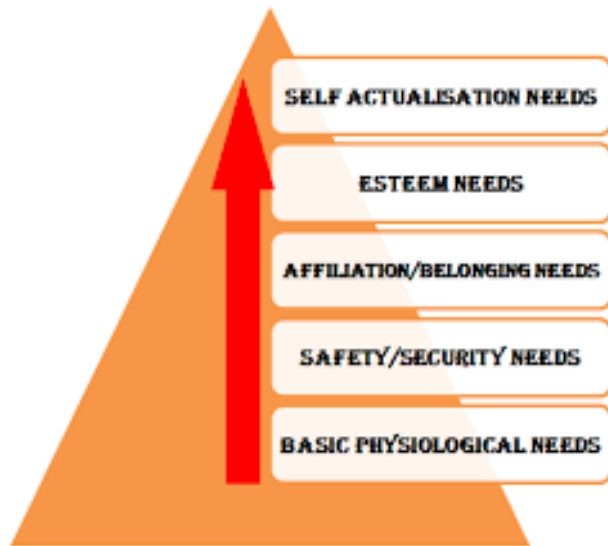 SELF ACTUALISATION NEEDS
ESTEEM NEEDS
AFFILIATION/BELONGING NEEDS
SAFETY/SECURITY NEEDS
BASIC PHYSIOLOGICAL NEEDS